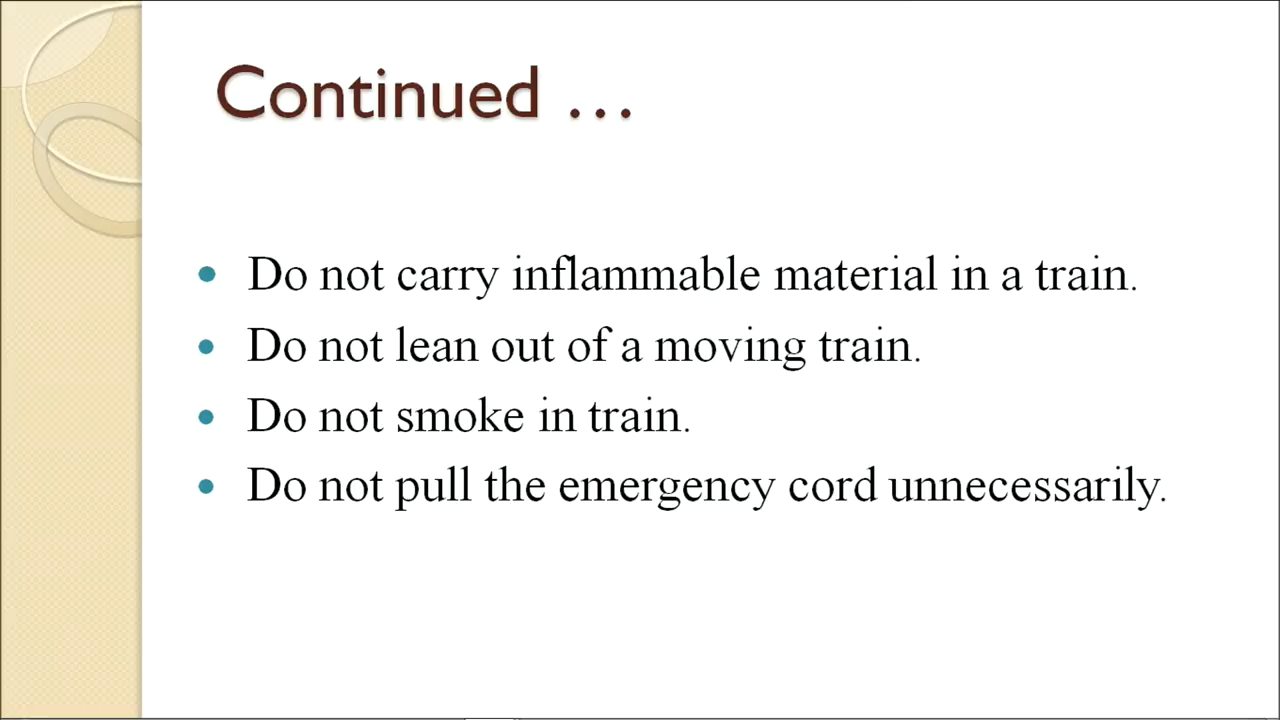 Continued …
• Do not carry inflammable material in a train.
• Do not lean out of a moving train.
• Do not smoke in train.
• Do not pull the emergency cord unnecessarily.